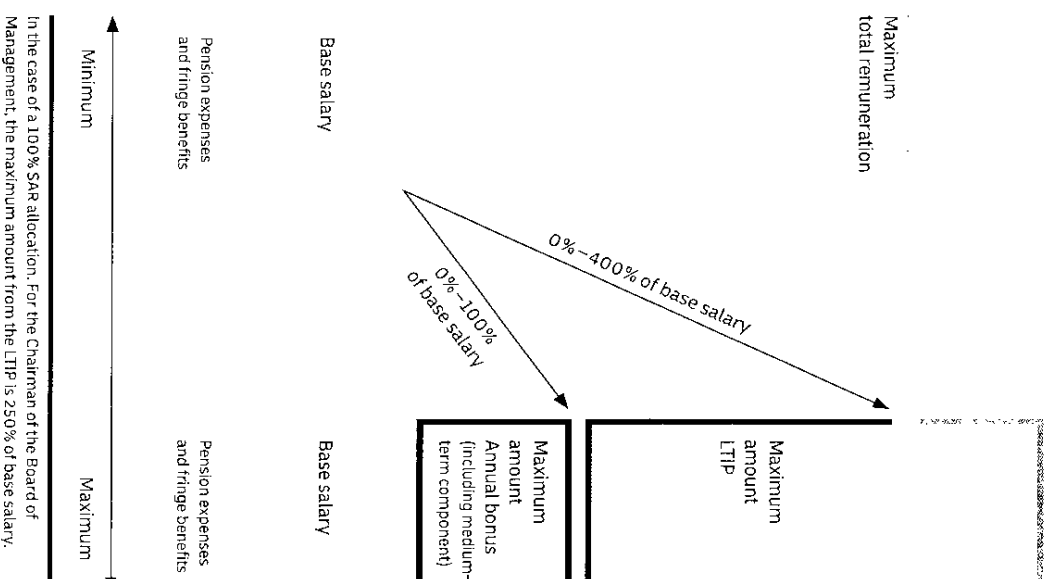 Maximum
total remuneration
0%–400% of base salary
Maximum
amount
LTIP
0%–100%
of base salary
Maximum
amount
Annual bonus
(including medium-
term component)
Base salary
Base salary
Pension expenses
and fringe benefits
Pension expenses
and fringe benefits
Minimum
Maximum
In the case of a 100% SAR allocation. For the Chairman of the Board of
Management, the maximum amount from the LTIP is 250% of base salary.